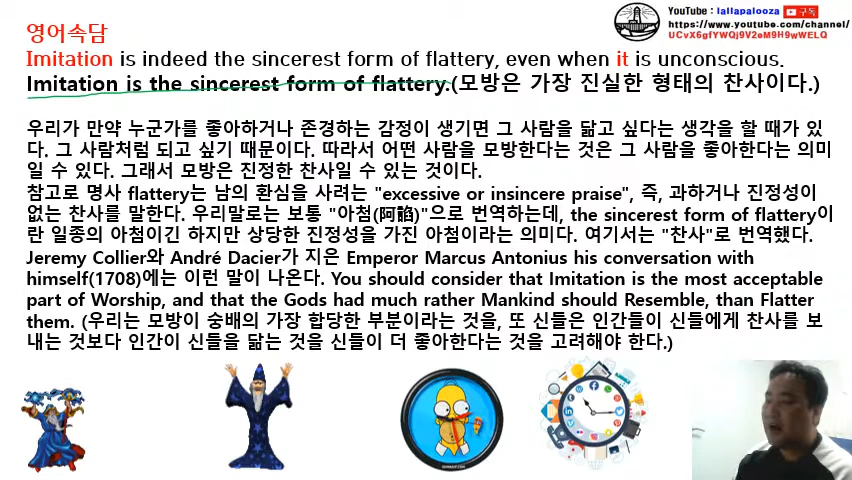 YouTube : lallapalooza 구독
https://www.youtube.com/channel/
UCvX6gfYWQj9V2eM9H9wWELQ
영어속담
Imitation is indeed the sincerest form of flattery, even when it is unconscious.
Imitation is the sincerest form of flattery.(모방은 가장 진실한 형태의 찬사이다.)
우리가 만약 누군가를 좋아하거나 존경하는 감정이 생기면 그 사람을 닮고 싶다는 생각을 할 때가 있
다. 그 사람처럼 되고 싶기 때문이다. 따라서 어떤 사람을 모방한다는 것은 그 사람을 좋아한다는 의미
일 수 있다. 그래서 모방은 진정한 찬사일 수 있는 것이다.
참고로 명사 flattery는 남의 환심을 사려는 "excessive or insincere praise", 즉, 과하거나 진정성이
없는 찬사를 말한다. 우리말로는 보통 "아첨(阿諂)"으로 번역하는데, the sincerest form of flattery이
란 일종의 아첨이긴 하지만 상당한 진정성을 가진 아첨이라는 의미다. 여기서는 "찬사"로 번역했다.
Jeremy Collier와 André Dacier가 지은 Emperor Marcus Antonius his conversation with
himself(1708)에는 이런 말이 나온다. You should consider that Imitation is the most acceptable
part of Worship, and that the Gods had much rather Mankind should Resemble, than Flatter
them. (우리는 모방이 숭배의 가장 합당한 부분이라는 것을, 또 신들은 인간들이 신들에게 찬사를 보
내는 것보다 인간이 신들을 닮는 것을 신들이 더 좋아한다는 것을 고려해야 한다.)